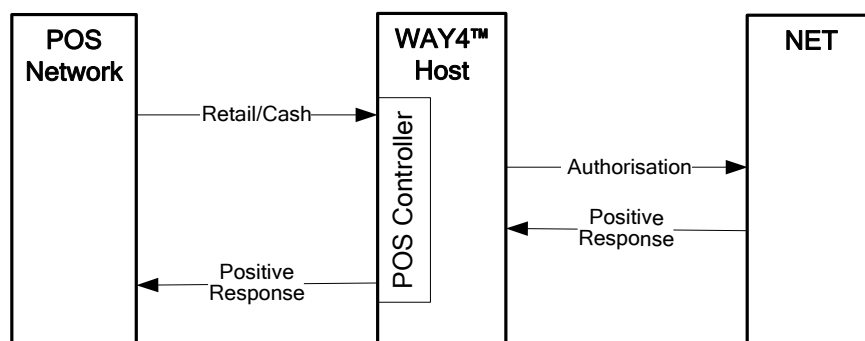 POS
Network
WAY4™
Host
NET
Retail/Cash
POS Controller
Authorisation
Positive
Response
Positive
Response